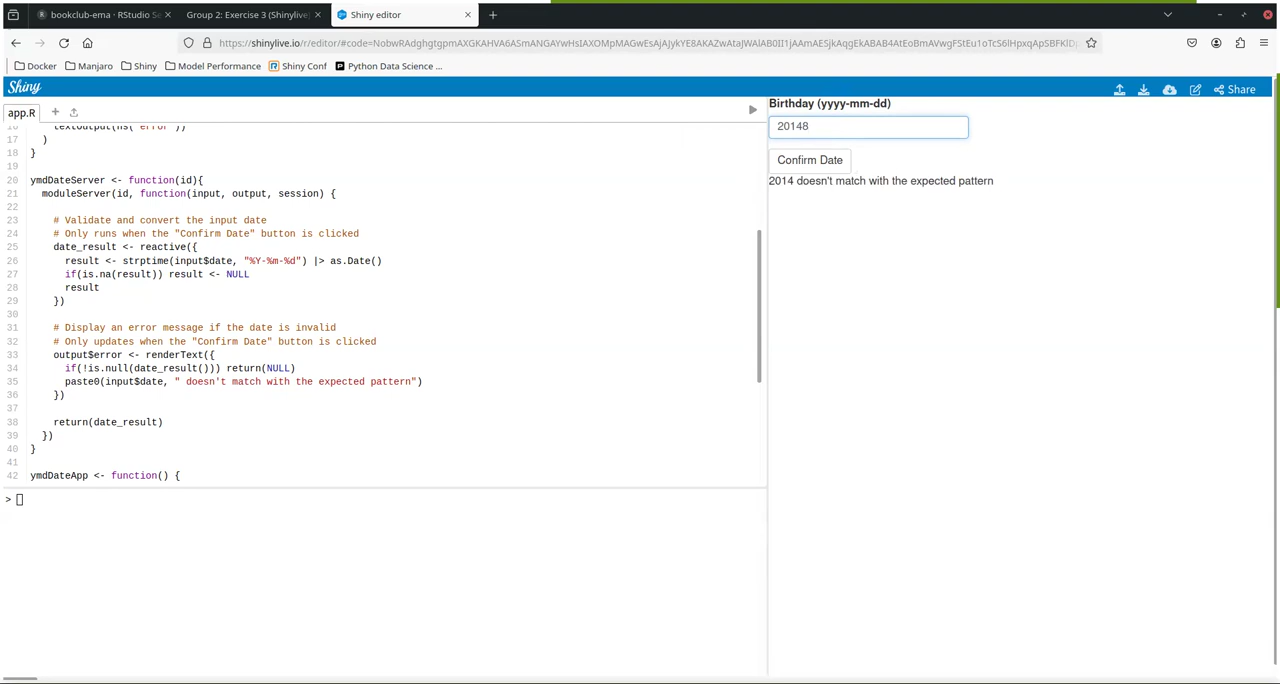 bookclub-ema · RStudio Se
Group 2: Exercise 3 (Shinylive)
Shiny editor
Docker
Manjaro
Shiny
Model Performance
Shiny Conf
Python Data Science ...
Shiny
Share
app.R
16 textOutput(ns("error"))
17 )
18 }
19
20 ymdDateServer <- function(id){
21 moduleServer(id, function(input, output, session) {
22
23 # Validate and convert the input date
24 # Only runs when the "Confirm Date" button is clicked
25 date_result <- reactive({
26 result <- strptime(input$date, "%Y-%m-%d") |> as.Date()
27 if(is.na(result)) result <- NULL
28 result
29 })
30
31 # Display an error message if the date is invalid
32 # Only updates when the "Confirm Date" button is clicked
33 output$error <- renderText({
34 if(!is.null(date_result())) return(NULL)
35 paste0(input$date, " doesn't match with the expected pattern")
36 })
37
38 return(date_result)
39 })
40 }
41
42 ymdDateApp <- function() {
>
Birthday (yyyy-mm-dd)
20148
Confirm Date
2014 doesn't match with the expected pattern